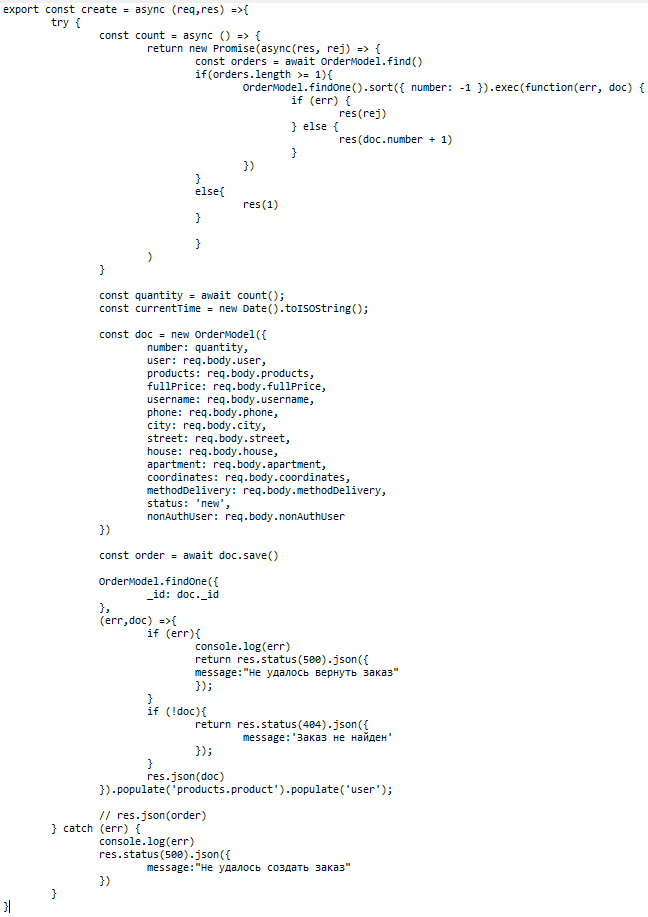 export const create = async (req,res) =>{
try {
const count = async () => {
return new Promise(async(res, rej) => {
const orders = await OrderModel.find()
if(orders.length >= 1){
OrderModel.findOne().sort({ number: -1 }).exec(function(err, doc) {
if (err) {
res(rej)
} else {
res(doc.number + 1)
}
})
}
else{
res(1)
}
}
)
}
const quantity = await count();
const currentTime = new Date().toISOString();
const doc = new OrderModel({
number: quantity,
user: req.body.user,
products: req.body.products,
fullPrice: req.body.fullPrice,
username: req.body.username,
phone: req.body.phone,
city: req.body.city,
street: req.body.street,
house: req.body.house,
apartment: req.body.apartment,
coordinates: req.body.coordinates,
methodDelivery: req.body.methodDelivery,
status: 'new',
nonAuthUser: req.body.nonAuthUser
})
const order = await doc.save()
OrderModel.findOne({
_id: doc._id
},
(err,doc) =>{
if (err){
console.log(err)
return res.status(500).json({
message:"Не удалось вернуть заказ"
});
}
if (!doc){
return res.status(404).json({
message:'Заказ не найден'
});
}
res.json(doc)
}).populate('products.product').populate('user');
// res.json(order)
} catch (err) {
console.log(err)
res.status(500).json({
message:"Не удалось создать заказ"
})
}
}